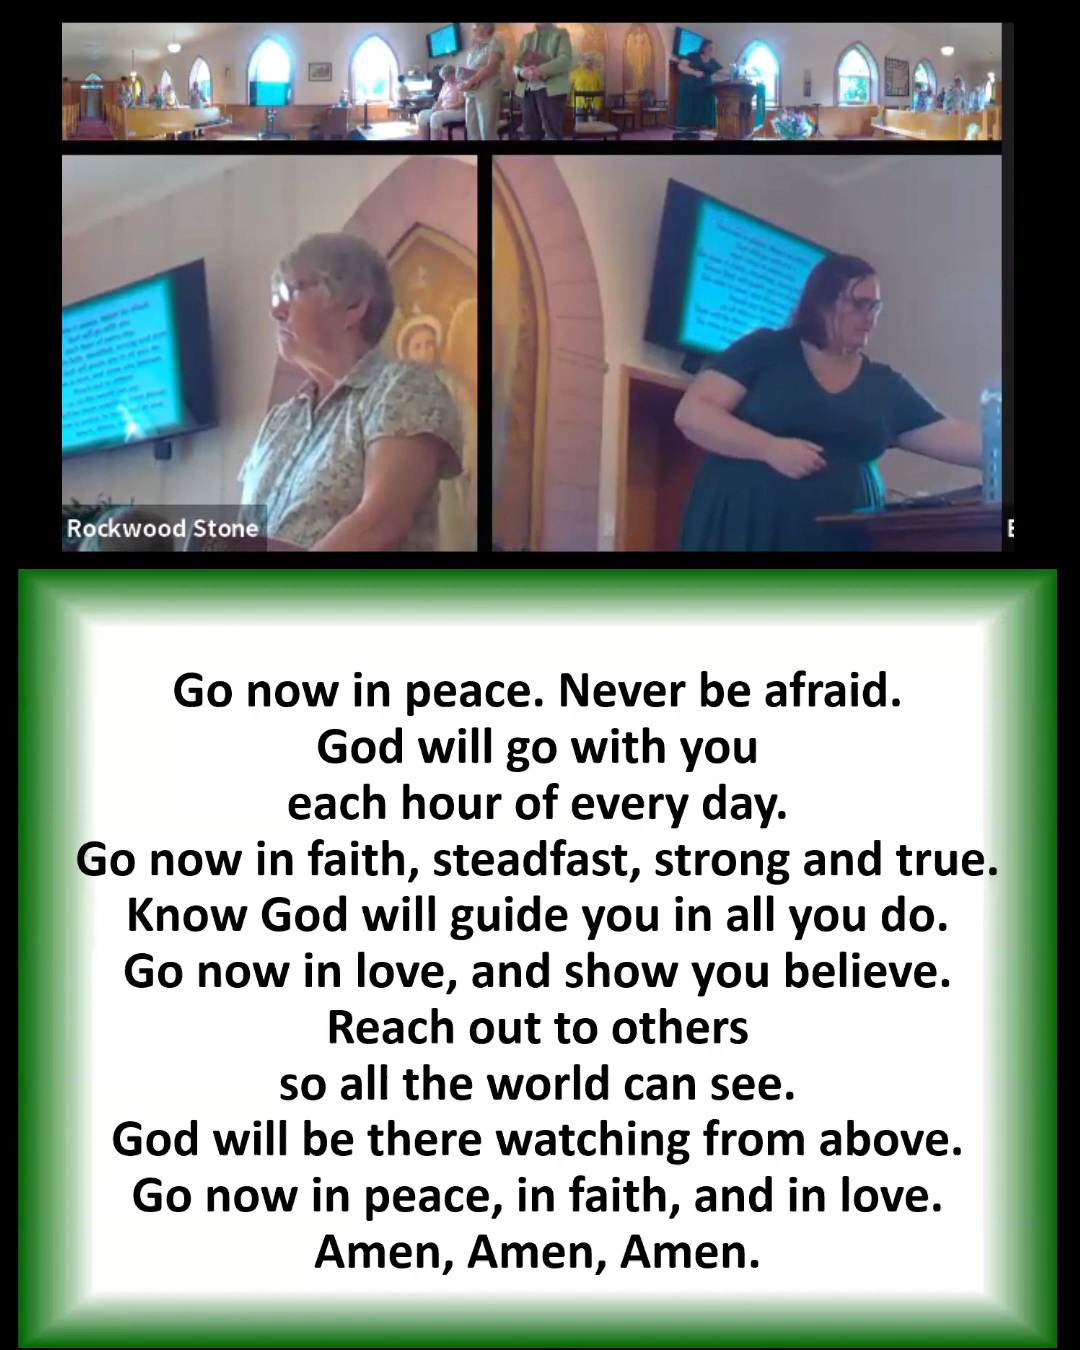 Rockwood Stone
Go now in peace. Never be afraid.
God will go with you
each hour of every day.
Go now in faith, steadfast, strong and true.
Know God will guide you in all you do.
Go now in love, and show you believe.
Reach out to others
so all the world can see.
God will be there watching from above.
Go now in peace, in faith, and in love.
Amen, Amen, Amen.